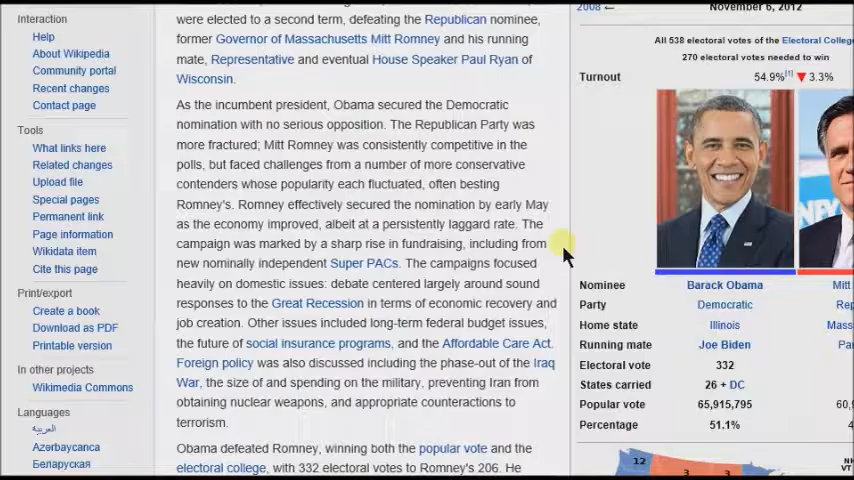 Interaction
Help
About Wikipedia
Community portal
Recent changes
Contact page
Tools
What links here
Related changes
Upload file
Special pages
Permanent link
Page information
Wikidata item
Cite this page
Print/export
Create a book
Download as PDF
Printable version
In other projects
Wikimedia Commons
Languages
العربية
Azərbaycanca
Беларуская
were elected to a second term, defeating the Republican nominee,
former Governor of Massachusetts Mitt Romney and his running
mate, Representative and eventual House Speaker Paul Ryan of
Wisconsin.
As the incumbent president, Obama secured the Democratic
nomination with no serious opposition. The Republican Party was
more fractured; Mitt Romney was consistently competitive in the
polls, but faced challenges from a number of more conservative
contenders whose popularity each fluctuated, often besting
Romney's. Romney effectively secured the nomination by early May
as the economy improved, albeit at a persistently laggard rate. The
campaign was marked by a sharp rise in fundraising, including from
new nominally independent Super PACs. The campaigns focused
heavily on domestic issues: debate centered largely around sound
responses to the Great Recession in terms of economic recovery and
job creation. Other issues included long-term federal budget issues,
the future of social insurance programs, and the Affordable Care Act.
Foreign policy was also discussed including the phase-out of the Iraq
War, the size of and spending on the military, preventing Iran from
obtaining nuclear weapons, and appropriate counteractions to
terrorism.
Obama defeated Romney, winning both the popular vote and the
electoral college, with 332 electoral votes to Romney's 206. He
2008 ← November 6, 2012
All 538 electoral votes of the Electoral Colleg
270 electoral votes needed to win
Turnout 54.9%[1] ▼ 3.3%
Nominee Barack Obama Mitt
Party Democratic Rep
Home state Illinois Mass
Running mate Joe Biden Pa
Electoral vote 332
States carried 26 + DC
Popular vote 65,915,795 60,9
Percentage 51.1% 4
12 3 3 VT